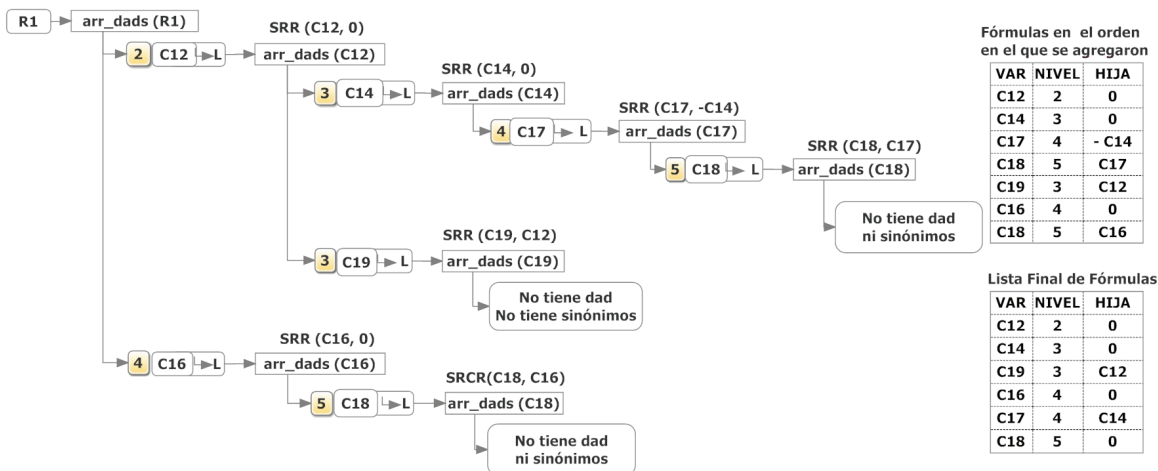 R1
arr_dads (R1)
2 C12 L
SRR (C12, 0)
arr_dads (C12)
3 C14 L
SRR (C14, 0)
arr_dads (C14)
4 C17 L
SRR (C17, -C14)
arr_dads (C17)
5 C18 L
SRR (C18, C17)
arr_dads (C18)
No tiene dad
ni sinónimos
3 C19 L
SRR (C19, C12)
arr_dads (C19)
No tiene dad
No tiene sinónimos
4 C16 L
SRR (C16, 0)
arr_dads (C16)
5 C18 L
SRCR(C18, C16)
arr_dads (C18)
No tiene dad
ni sinónimos
Fórmulas en el orden
en el que se agregaron
VAR NIVEL HIJA
C12 2 0
C14 3 0
C17 4 - C14
C18 5 C17
C19 3 C12
C16 4 0
C18 5 C16
Lista Final de Fórmulas
VAR NIVEL HIJA
C12 2 0
C14 3 0
C19 3 C12
C16 4 0
C17 4 C14
C18 5 0